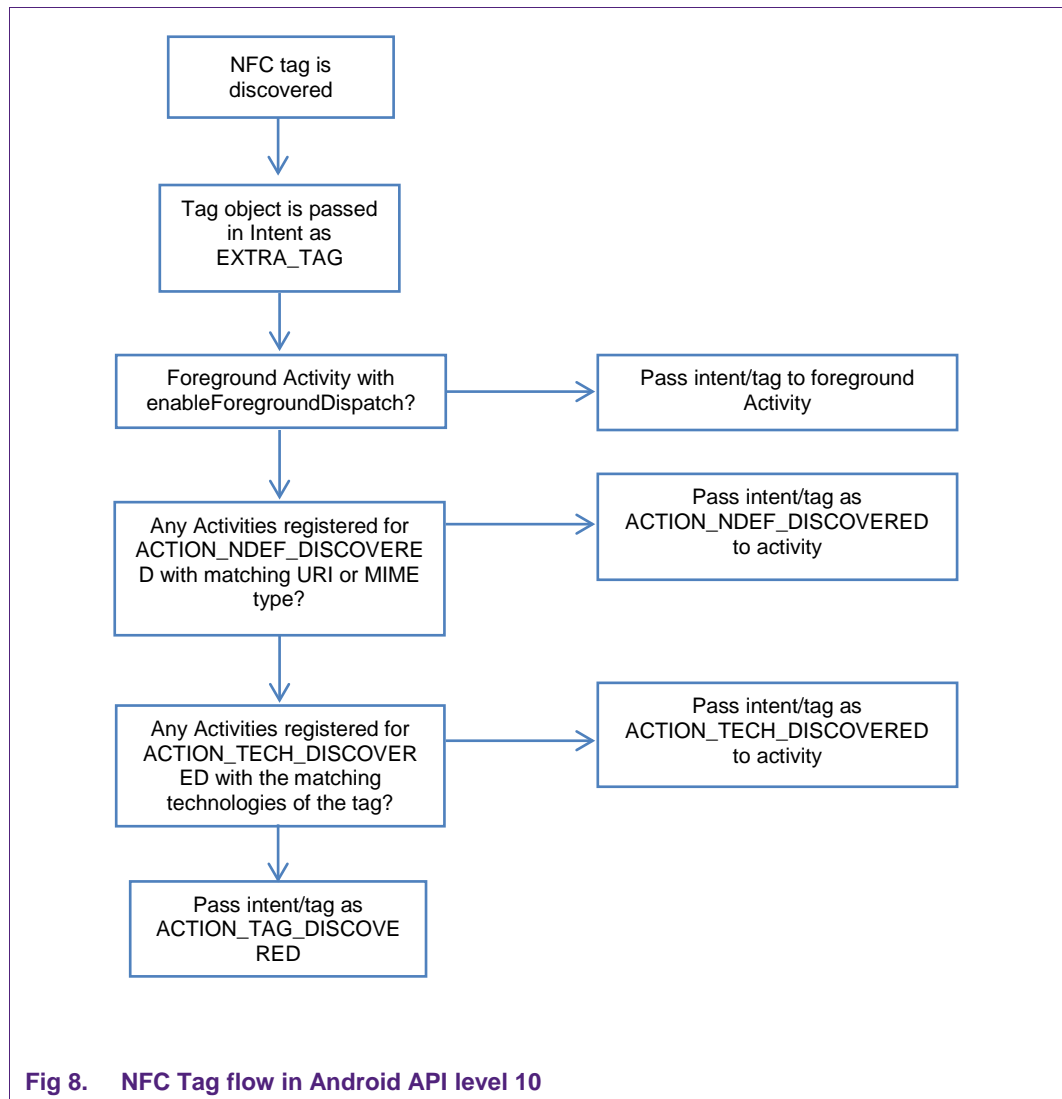 NFC tag is
discovered
Tag object is passed
in Intent as
EXTRA_TAG
Foreground Activity with
enableForegroundDispatch?
Pass intent/tag to foreground
Activity
Any Activities registered for
ACTION_NDEF_DISCOVERE
D with matching URI or MIME
type?
Pass intent/tag as
ACTION_NDEF_DISCOVERED
to activity
Any Activities registered for
ACTION_TECH_DISCOVER
ED with the matching
technologies of the tag?
Pass intent/tag as
ACTION_TECH_DISCOVERED
to activity
Pass intent/tag as
ACTION_TAG_DISCOVE
RED
Fig 8. NFC Tag flow in Android API level 10